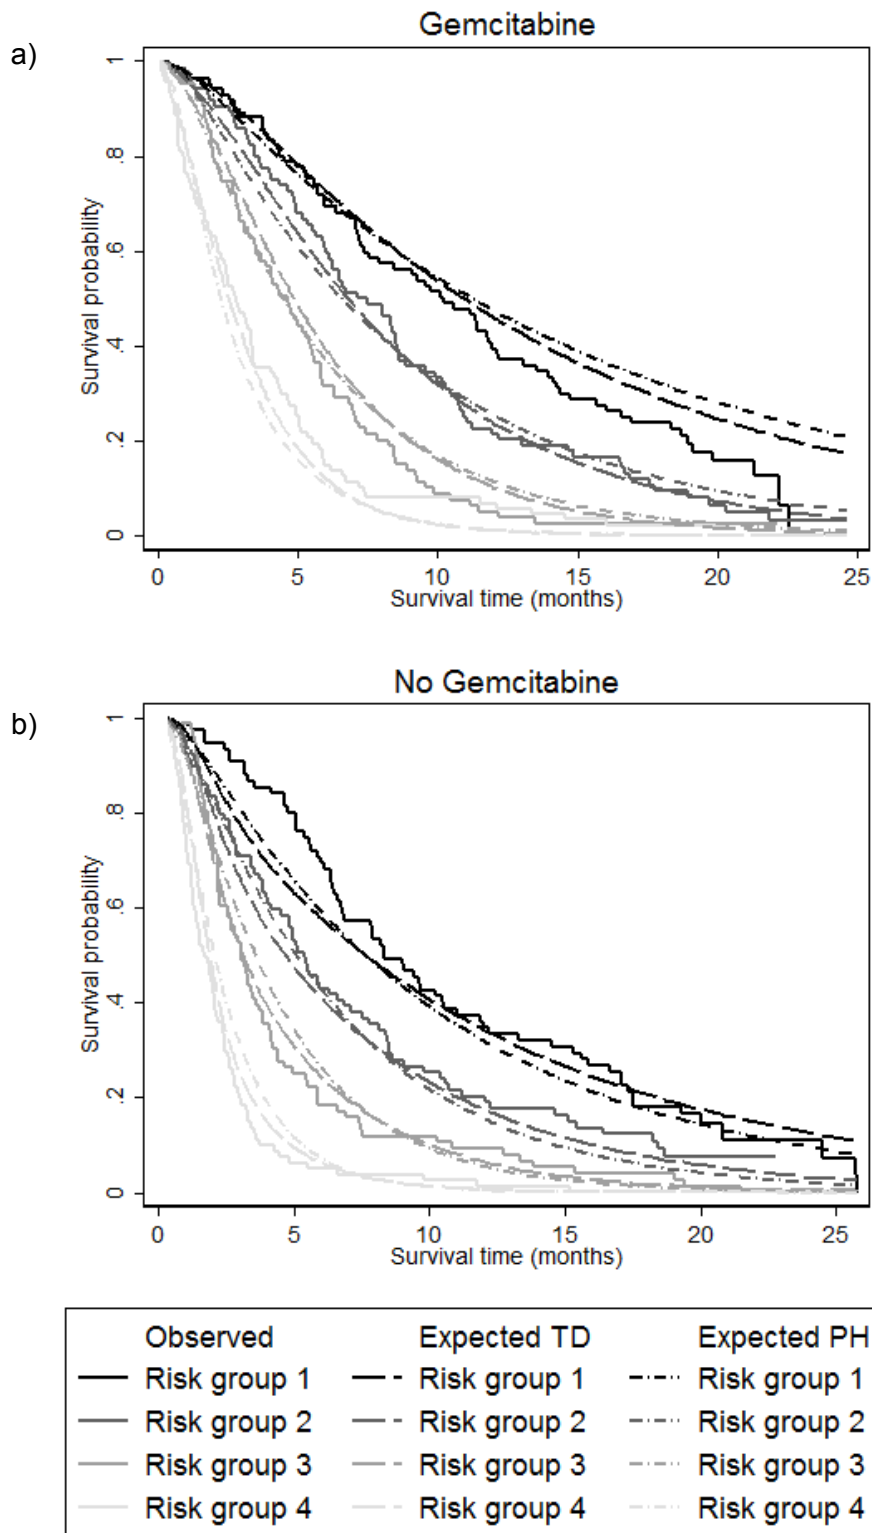 Gemcitabine
a)
1
.8
.6
.4
.2
0
Survival probability
0 5 10 15 20 25
Survival time (months)
No Gemcitabine
b)
1
.8
.6
.4
.2
0
Survival probability
0 5 10 15 20 25
Survival time (months)
Observed Expected TD Expected PH
Risk group 1 Risk group 1 Risk group 1
Risk group 2 Risk group 2 Risk group 2
Risk group 3 Risk group 3 Risk group 3
Risk group 4 Risk group 4 Risk group 4